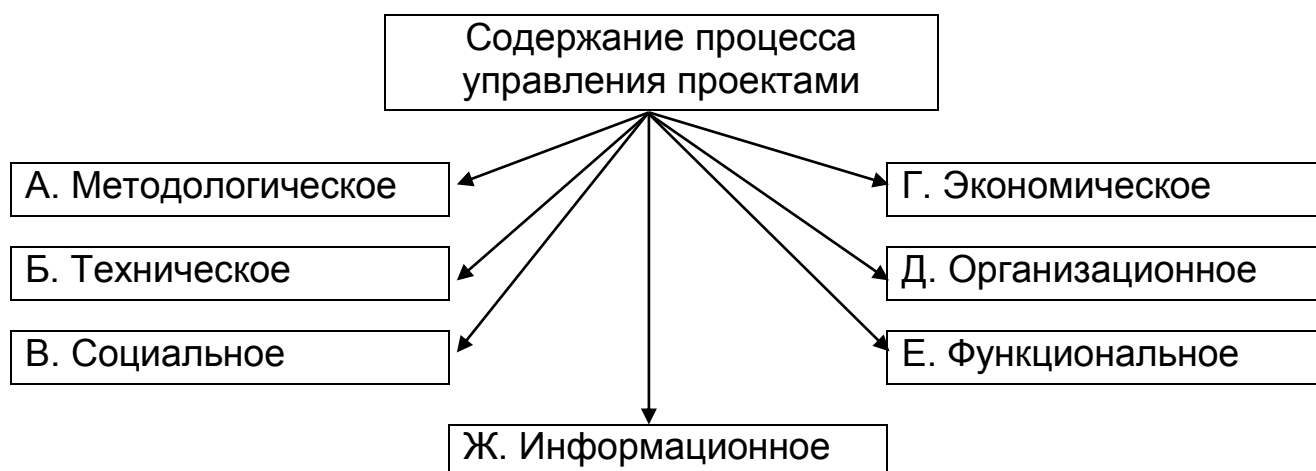 Содержание процесса
управления проектами
А. Методологическое
Г. Экономическое
Б. Техническое
Д. Организационное
В. Социальное
Е. Функциональное
Ж. Информационное